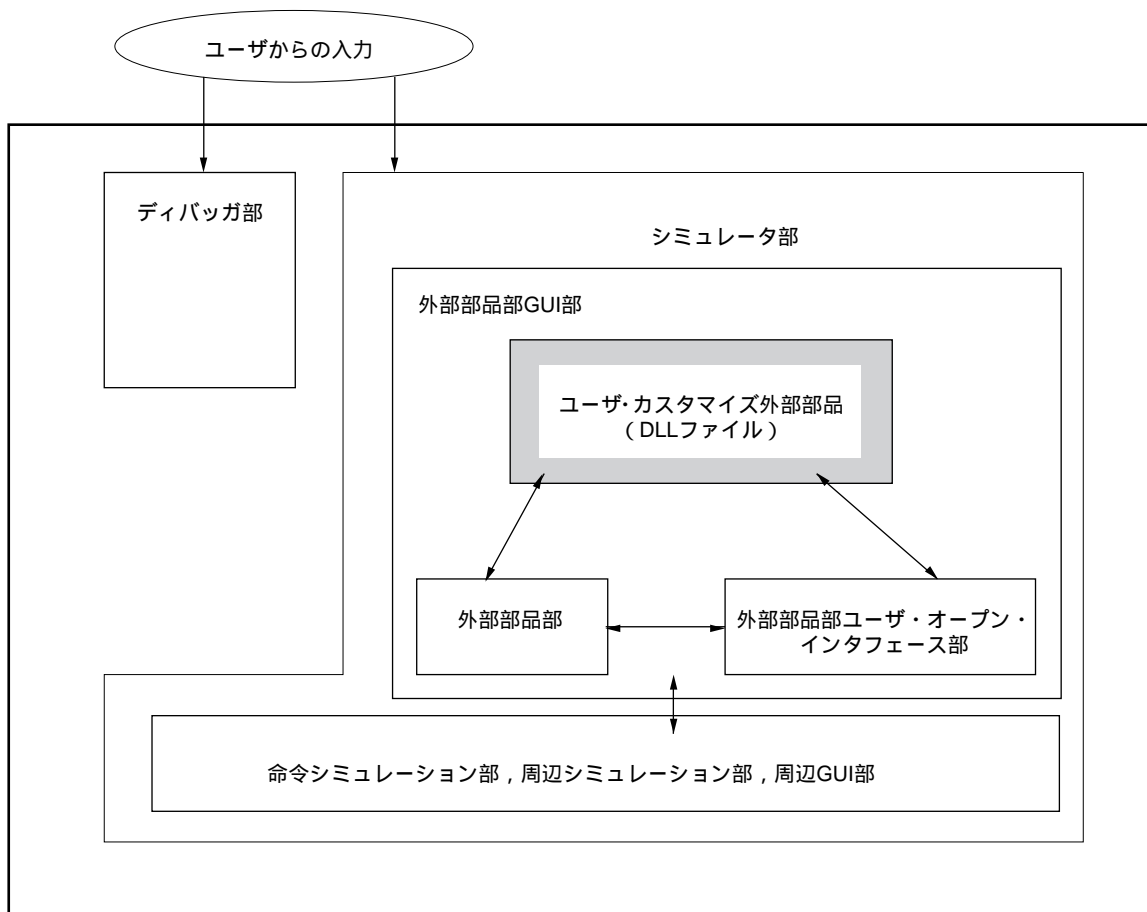 ユーザからの入力
ディバッガ部
シミュレータ部
外部部品部GUI部
ユーザ・カスタマイズ外部部品
（DLLファイル）
外部部品部
外部部品部ユーザ・オープン・
インタフェース部
命令シミュレーション部，周辺シミュレーション部，周辺GUI部